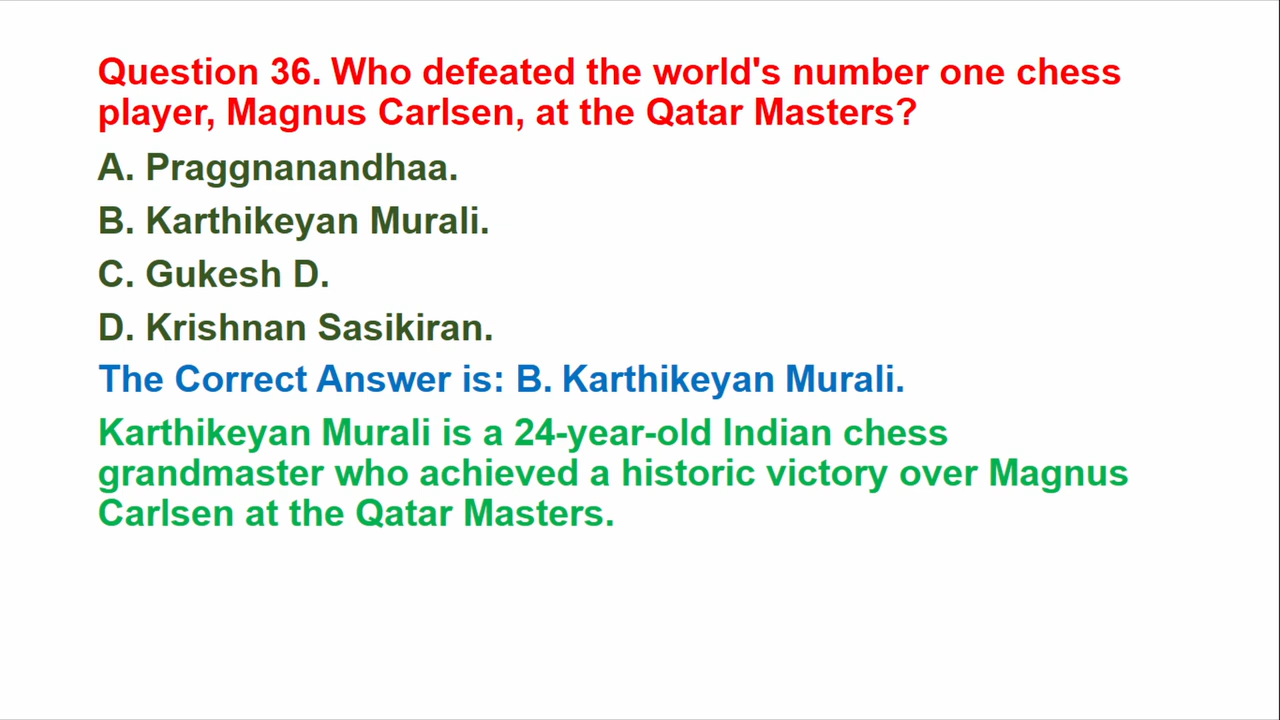 Question 36. Who defeated the world's number one chess
player, Magnus Carlsen, at the Qatar Masters?
A. Praggnanandhaa.
B. Karthikeyan Murali.
C. Gukesh D.
D. Krishnan Sasikiran.
The Correct Answer is: B. Karthikeyan Murali.
Karthikeyan Murali is a 24-year-old Indian chess
grandmaster who achieved a historic victory over Magnus
Carlsen at the Qatar Masters.